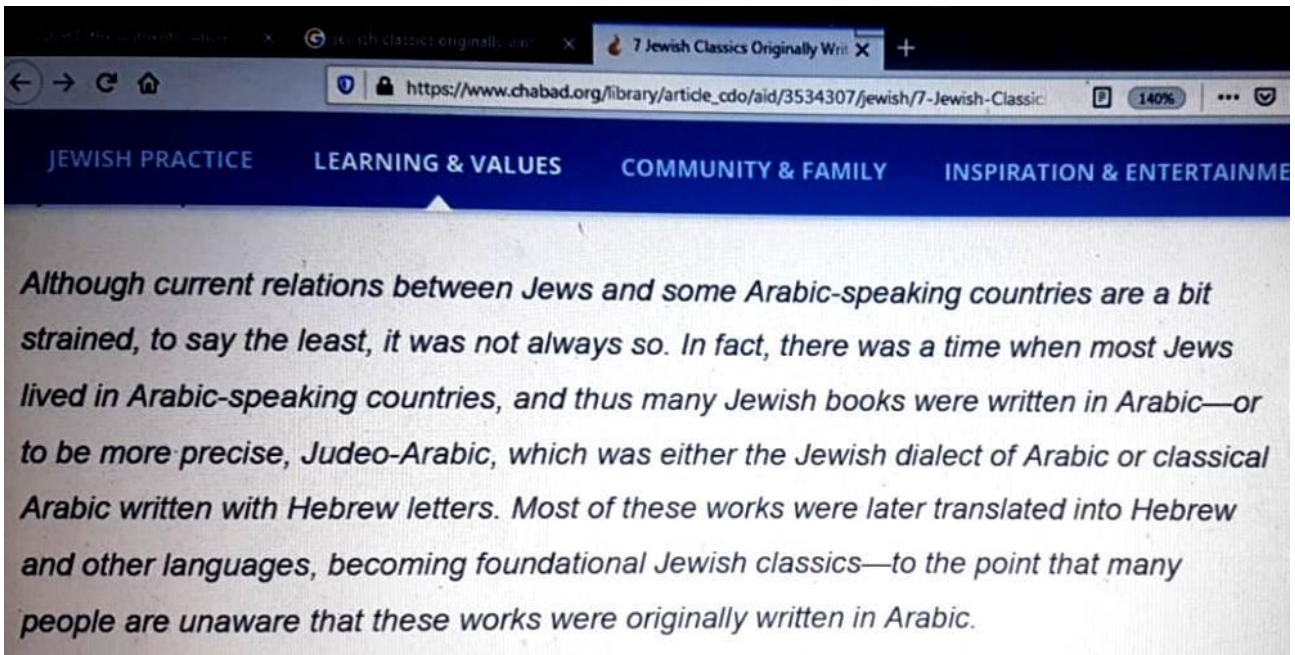 7 Jewish Classics Originally Writ
https://www.chabad.org/library/article_cdo/aid/3534307/jewish/7-Jewish-Classic
140%
JEWISH PRACTICE LEARNING & VALUES COMMUNITY & FAMILY INSPIRATION & ENTERTAINME
Although current relations between Jews and some Arabic-speaking countries are a bit
strained, to say the least, it was not always so. In fact, there was a time when most Jews
lived in Arabic-speaking countries, and thus many Jewish books were written in Arabic—or
to be more precise, Judeo-Arabic, which was either the Jewish dialect of Arabic or classical
Arabic written with Hebrew letters. Most of these works were later translated into Hebrew
and other languages, becoming foundational Jewish classics—to the point that many
people are unaware that these works were originally written in Arabic.